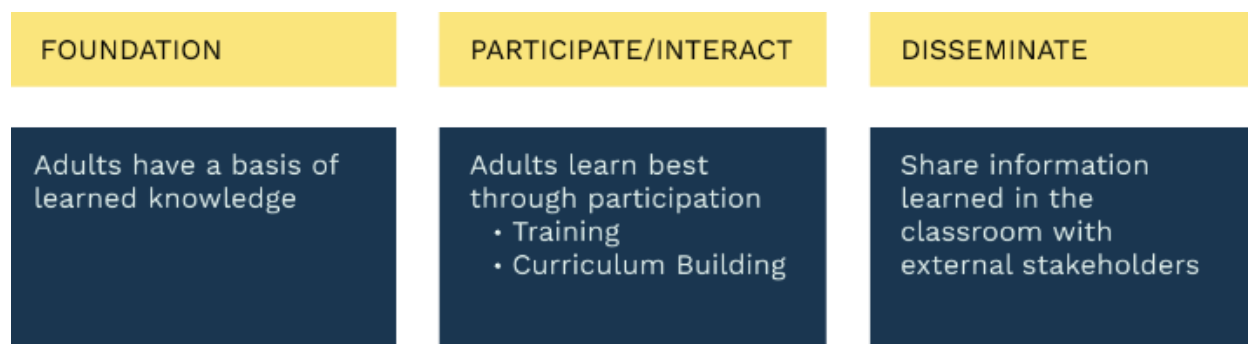 FOUNDATION
Adults have a basis of
learned knowledge
PARTICIPATE/INTERACT
Adults learn best
through participation
• Training
• Curriculum Building
DISSEMINATE
Share information
learned in the
classroom with
external stakeholders